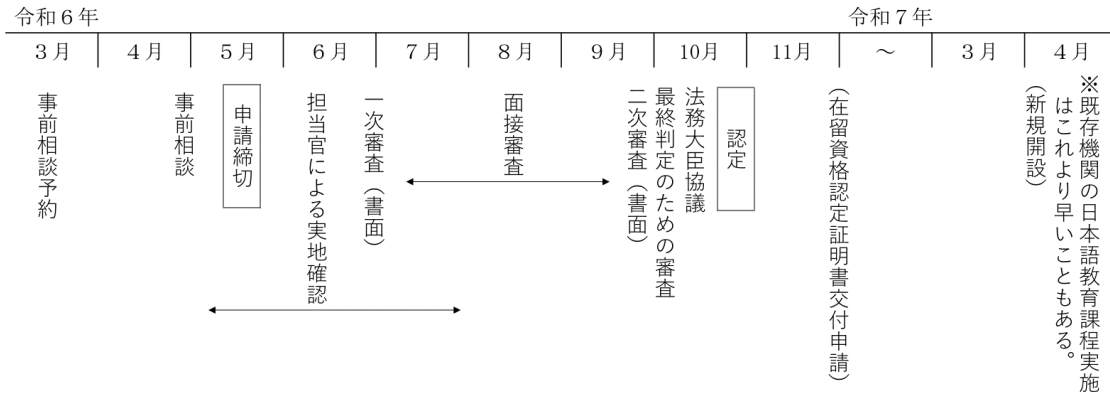 令和６年
令和７年
３月
４月
５月
６月
７月
８月
９月
10月
11月
～
３月
４月
事前相談予約
事前相談
申請締切
担当官による実地確認
一次審査（書面）
面接審査
二次審査（書面）
最終判定のための審査
法務大臣協議
認定
（在留資格認定証明書交付申請）
（新規開設）
※既存機関の日本語教育課程実施
はこれより早いこともある。